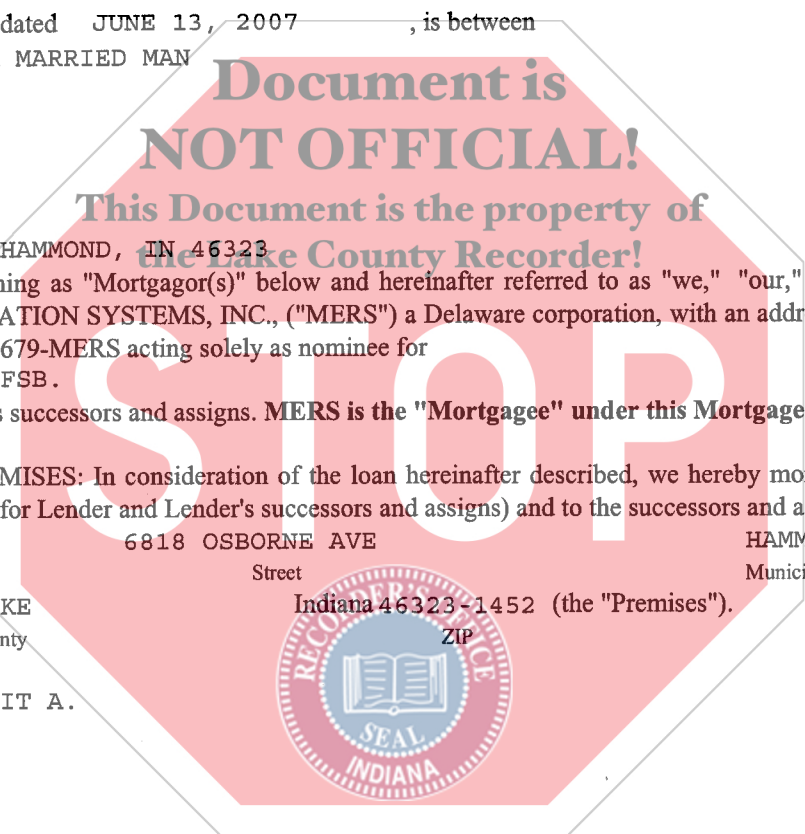 dated JUNE 13, 2007 , is between
MARRIED MAN
Document is
NOT OFFICIAL!
This Document is the property of
the Lake County Recorder!
HAMMOND, IN 46323
ing as "Mortgagor(s)" below and hereinafter referred to as "we," "our,"
ATION SYSTEMS, INC., ("MERS") a Delaware corporation, with an addr
679-MERS acting solely as nominee for
FSB.
s successors and assigns. MERS is the "Mortgagee" under this Mortgage
MISES: In consideration of the loan hereinafter described, we hereby mo
for Lender and Lender's successors and assigns) and to the successors and a
6818 OSBORNE AVE HAMM
Street Munici
KE Indiana 46323-1452 (the "Premises").
nty ZIP
IT A.
STOP
RECORDER'S OFFICE
SEAL
INDIANA